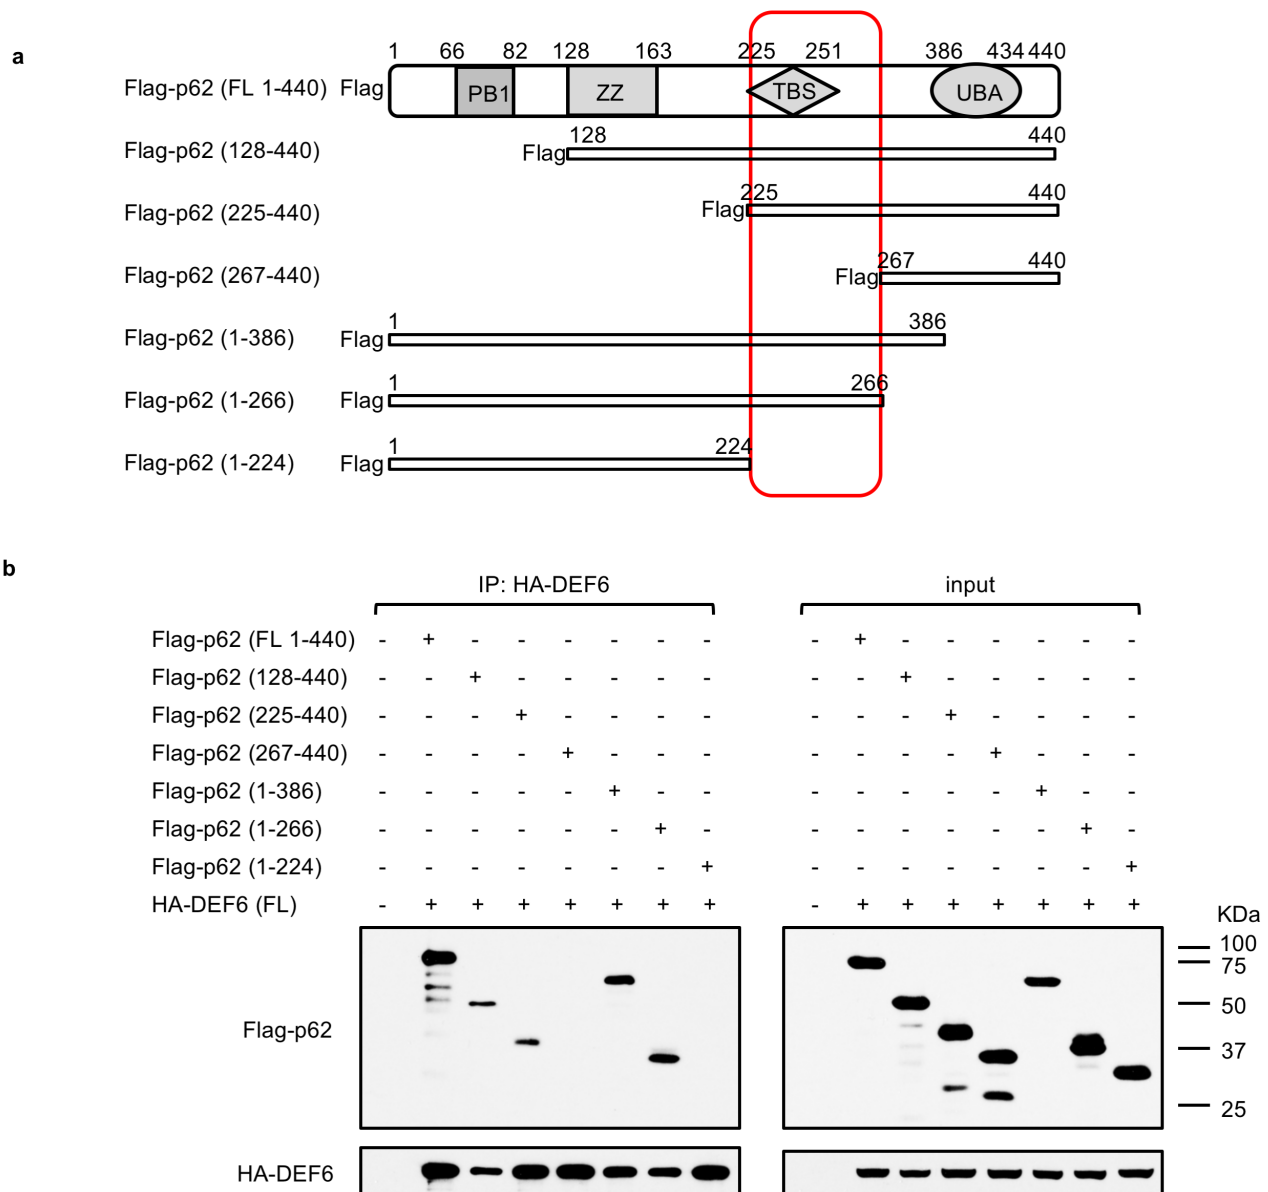 a
1 66 82 128 163 225 251 386 434 440
Flag-p62 (FL 1-440) Flag PB1 ZZ TBS UBA
128 440
Flag-p62 (128-440) Flag
225 440
Flag-p62 (225-440) Flag
267 440
Flag-p62 (267-440) Flag
1 386
Flag-p62 (1-386) Flag
1 266
Flag-p62 (1-266) Flag
1 224
Flag-p62 (1-224) Flag
b
IP: HA-DEF6 input
Flag-p62 (FL 1-440) - + - - - - - - - + - - - - - -
Flag-p62 (128-440) - - + - - - - - - - + - - - - -
Flag-p62 (225-440) - - - + - - - - - - - + - - - -
Flag-p62 (267-440) - - - - + - - - - - - - + - - -
Flag-p62 (1-386) - - - - - + - - - - - - - + - -
Flag-p62 (1-266) - - - - - - + - - - - - - - + -
Flag-p62 (1-224) - - - - - - - + - - - - - - - +
HA-DEF6 (FL) - + + + + + + + - + + + + + + +
KDa
100
75
50
Flag-p62
37
25
HA-DEF6